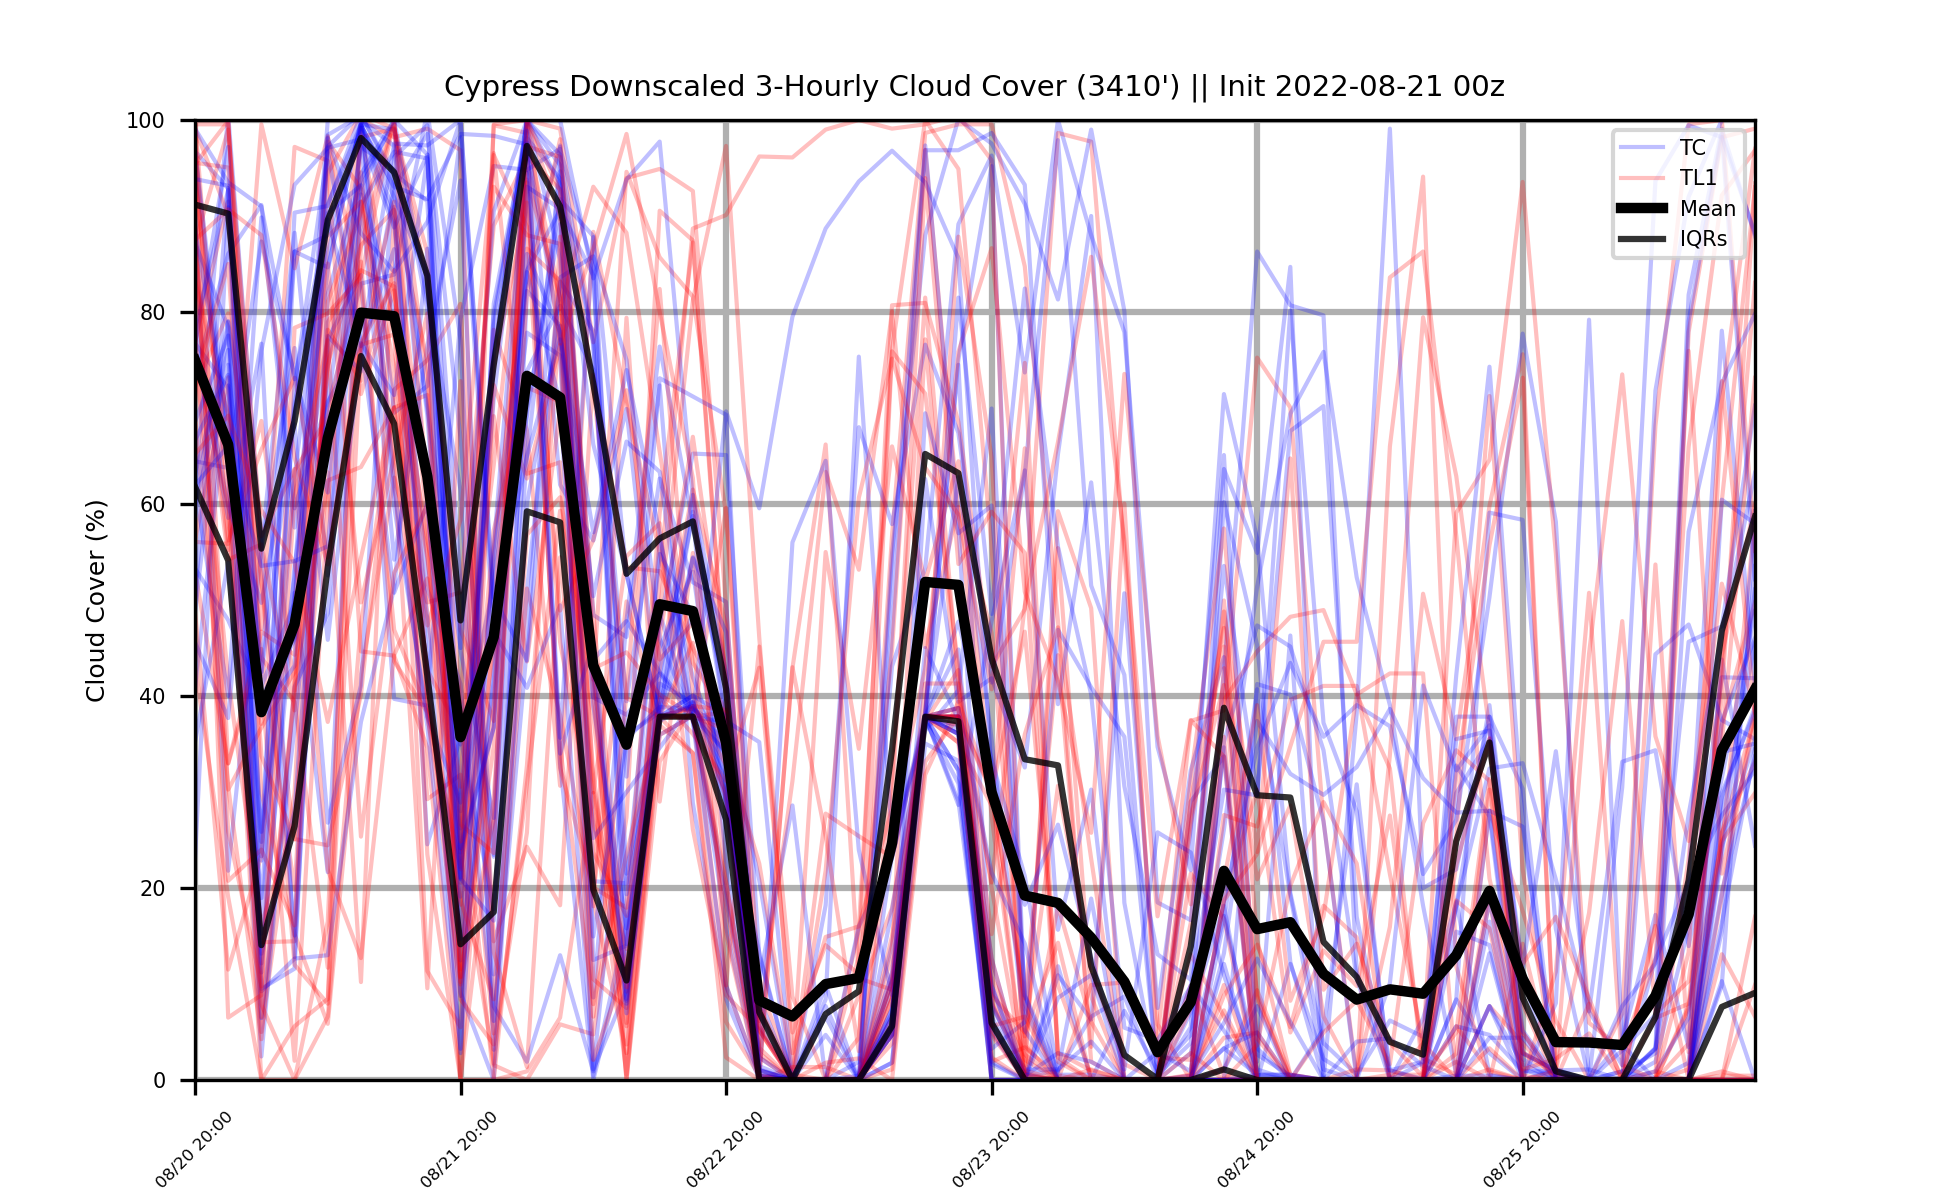 Cypress Downscaled 3-Hourly Cloud Cover (3410') || Init 2022-08-21 00z
TC
TL1
Mean
IQRs
Cloud Cover (%)
100
80
60
40
20
0
08/20 20:00
08/21 20:00
08/22 20:00
08/23 20:00
08/24 20:00
08/25 20:00